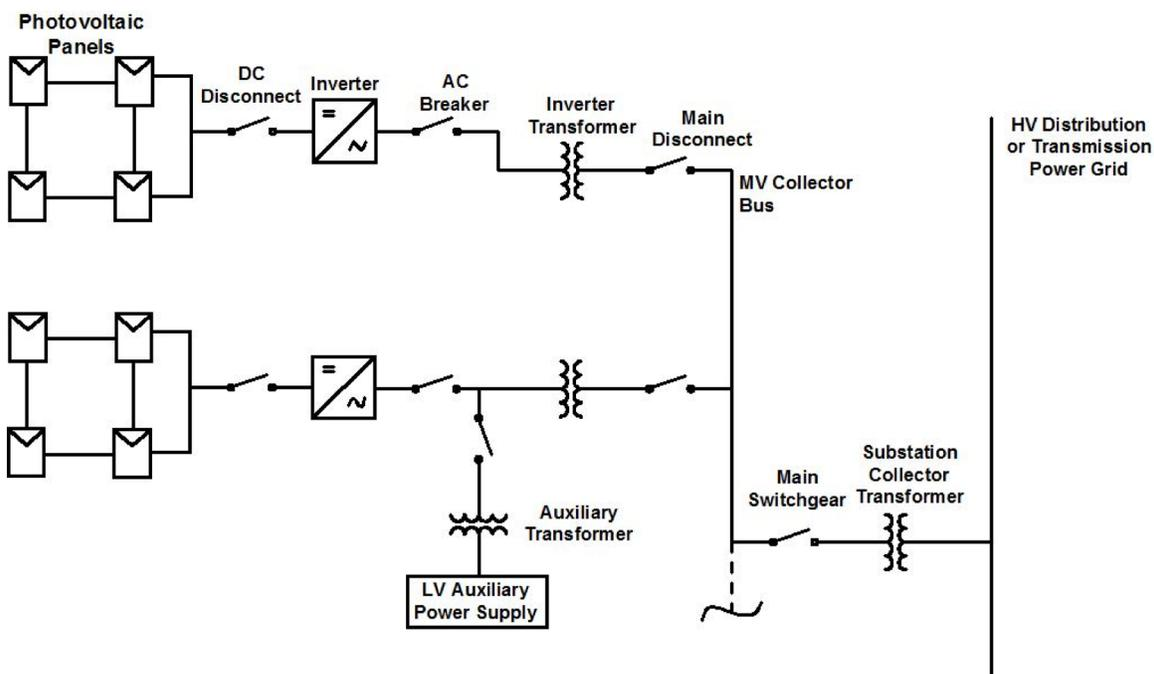 Photovoltaic
Panels
DC
Disconnect
Inverter
AC
Breaker
Inverter
Transformer
Main
Disconnect
HV Distribution
or Transmission
Power Grid
MV Collector
Bus
Substation
Collector
Transformer
Main
Switchgear
Auxiliary
Transformer
LV Auxiliary
Power Supply